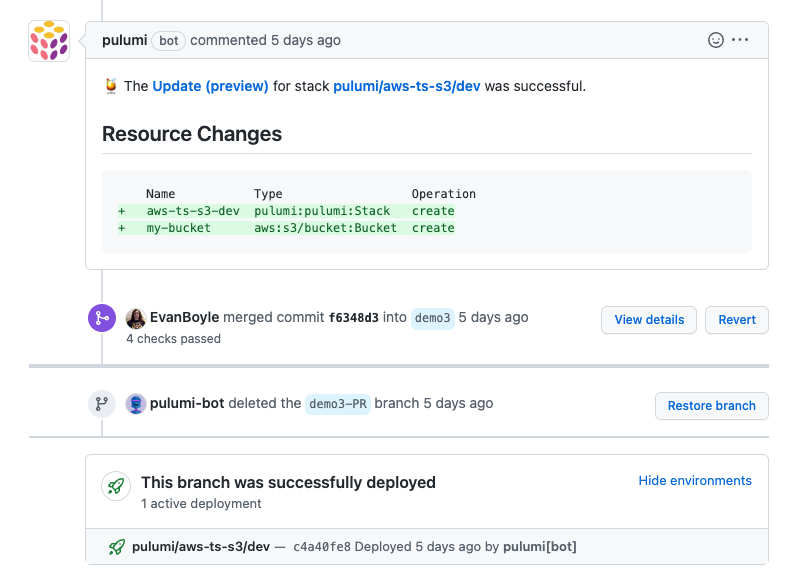 pulumi bot commented 5 days ago
The Update (preview) for stack pulumi/aws-ts-s3/dev was successful.
Resource Changes
Name Type Operation
+ aws-ts-s3-dev pulumi:pulumi:Stack create
+ my-bucket aws:s3/bucket:Bucket create
EvanBoyle merged commit f6348d3 into demo3 5 days ago
View details
Revert
4 checks passed
pulumi-bot deleted the demo3-PR branch 5 days ago
Restore branch
This branch was successfully deployed
Hide environments
1 active deployment
pulumi/aws-ts-s3/dev — c4a40fe8 Deployed 5 days ago by pulumi[bot]